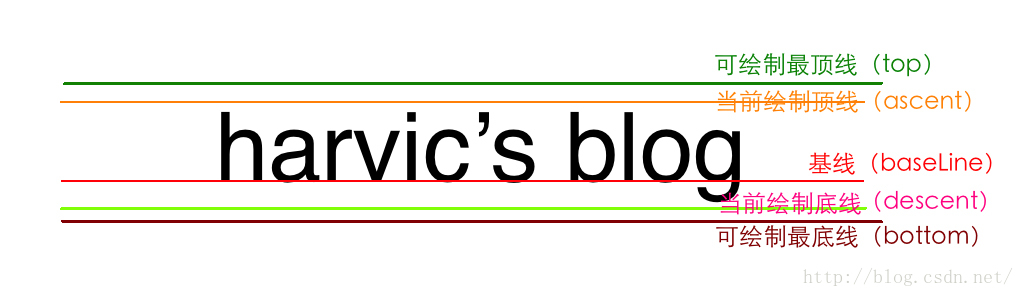 可绘制最顶线（top）
当前绘制顶线（ascent）
harvic’s blog
基线（baseLine）
当前绘制底线（descent）
可绘制最底线（bottom）
http://blog.csdn.net/